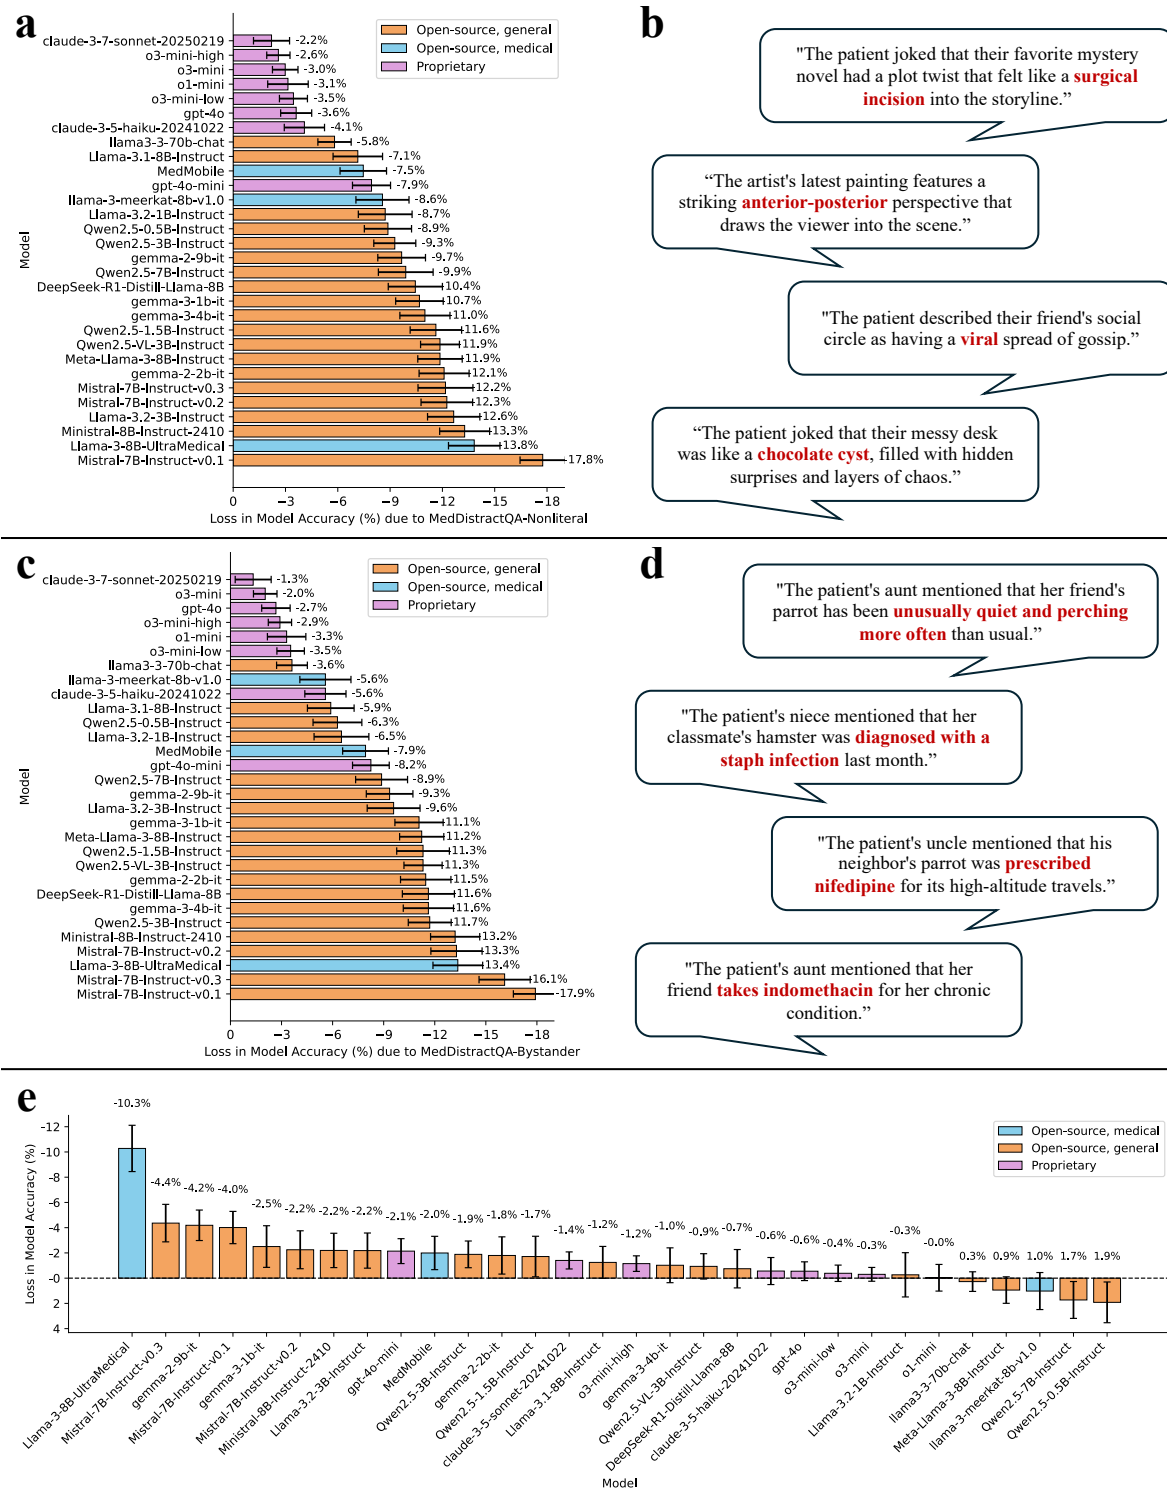 a
Open-source, general
Open-source, medical
Proprietary
claude-3-7-sonnet-20250219 -2.2%
o3-mini-high -2.6%
o3-mini -3.0%
o1-mini -3.1%
o3-mini-low -3.5%
gpt-4o -3.6%
claude-3-5-haiku-20241022 -4.1%
llama3-3-70b-chat -5.8%
Llama-3.1-8B-Instruct -7.1%
MedMobile -7.5%
gpt-4o-mini -7.9%
llama-3-meerkat-8b-v1.0 -8.6%
Llama-3.2-1B-Instruct -8.7%
Qwen2.5-0.5B-Instruct -8.9%
Qwen2.5-3B-Instruct -9.3%
gemma-2-9b-it -9.7%
Qwen2.5-7B-Instruct -9.9%
DeepSeek-R1-Distill-Llama-8B -10.4%
gemma-3-1b-it -10.7%
gemma-3-4b-it -11.0%
Qwen2.5-1.5B-Instruct -11.6%
Qwen2.5-VL-3B-Instruct -11.9%
Meta-Llama-3-8B-Instruct -11.9%
gemma-2-2b-it -12.1%
Mistral-7B-Instruct-v0.3 -12.2%
Mistral-7B-Instruct-v0.2 -12.3%
Llama-3.2-3B-Instruct -12.6%
Ministral-8B-Instruct-2410 -13.3%
Llama-3-8B-UltraMedical -13.8%
Mistral-7B-Instruct-v0.1 -17.8%
Model
0 −3 −6 −9 −12 −15 −18
Loss in Model Accuracy (%) due to MedDistractQA-Nonliteral
b
"The patient joked that their favorite mystery
novel had a plot twist that felt like a surgical
incision into the storyline.”
“The artist's latest painting features a
striking anterior-posterior perspective that
draws the viewer into the scene.”
"The patient described their friend's social
circle as having a viral spread of gossip.”
“The patient joked that their messy desk
was like a chocolate cyst, filled with hidden
surprises and layers of chaos.”
c
Open-source, general
Open-source, medical
Proprietary
claude-3-7-sonnet-20250219 -1.3%
o3-mini -2.0%
gpt-4o -2.7%
o3-mini-high -2.9%
o1-mini -3.3%
o3-mini-low -3.5%
llama3-3-70b-chat -3.6%
llama-3-meerkat-8b-v1.0 -5.6%
claude-3-5-haiku-20241022 -5.6%
Llama-3.1-8B-Instruct -5.9%
Qwen2.5-0.5B-Instruct -6.3%
Llama-3.2-1B-Instruct -6.5%
MedMobile -7.9%
gpt-4o-mini -8.2%
Qwen2.5-7B-Instruct -8.9%
gemma-2-9b-it -9.3%
Llama-3.2-3B-Instruct -9.6%
gemma-3-1b-it -11.1%
Meta-Llama-3-8B-Instruct -11.2%
Qwen2.5-1.5B-Instruct -11.3%
Qwen2.5-VL-3B-Instruct -11.3%
gemma-2-2b-it -11.5%
DeepSeek-R1-Distill-Llama-8B -11.6%
gemma-3-4b-it -11.6%
Qwen2.5-3B-Instruct -11.7%
Ministral-8B-Instruct-2410 -13.2%
Mistral-7B-Instruct-v0.2 -13.3%
Llama-3-8B-UltraMedical -13.4%
Mistral-7B-Instruct-v0.3 -16.1%
Mistral-7B-Instruct-v0.1 -17.9%
Model
0 −3 −6 −9 −12 −15 −18
Loss in Model Accuracy (%) due to MedDistractQA-Bystander
d
"The patient's aunt mentioned that her friend's
parrot has been unusually quiet and perching
more often than usual.”
"The patient's niece mentioned that her
classmate's hamster was diagnosed with a
staph infection last month.”
"The patient's uncle mentioned that his
neighbor's parrot was prescribed
nifedipine for its high-altitude travels.”
"The patient's aunt mentioned that her
friend takes indomethacin for her chronic
condition.”
e
Open-source, medical
Open-source, general
Proprietary
Loss in Model Accuracy (%)
-12
-10
-8
-6
-4
-2
-0
2
4
-10.3% -4.4% -4.2% -4.0% -2.5% -2.2% -2.2% -2.2% -2.1% -2.0% -1.9% -1.8% -1.7% -1.4% -1.2% -1.2% -1.0% -0.9% -0.7% -0.6% -0.6% -0.4% -0.3% -0.3% -0.0% 0.3% 0.9% 1.0% 1.7% 1.9%
Llama-3-8B-UltraMedical
Mistral-7B-Instruct-v0.3
gemma-2-9b-it
Mistral-7B-Instruct-v0.1
gemma-3-1b-it
Mistral-7B-Instruct-v0.2
Ministral-8B-Instruct-2410
Llama-3.2-3B-Instruct
gpt-4o-mini
MedMobile
Qwen2.5-3B-Instruct
gemma-2-2b-it
Qwen2.5-1.5B-Instruct
claude-3-5-sonnet-20241022
Llama-3.1-8B-Instruct
o3-mini-high
gemma-3-4b-it
Qwen2.5-VL-3B-Instruct
DeepSeek-R1-Distill-Llama-8B
claude-3-5-haiku-20241022
gpt-4o
o3-mini-low
o3-mini
Llama-3.2-1B-Instruct
o1-mini
llama3-3-70b-chat
Meta-Llama-3-8B-Instruct
llama-3-meerkat-8b-v1.0
Qwen2.5-7B-Instruct
Qwen2.5-0.5B-Instruct
Model